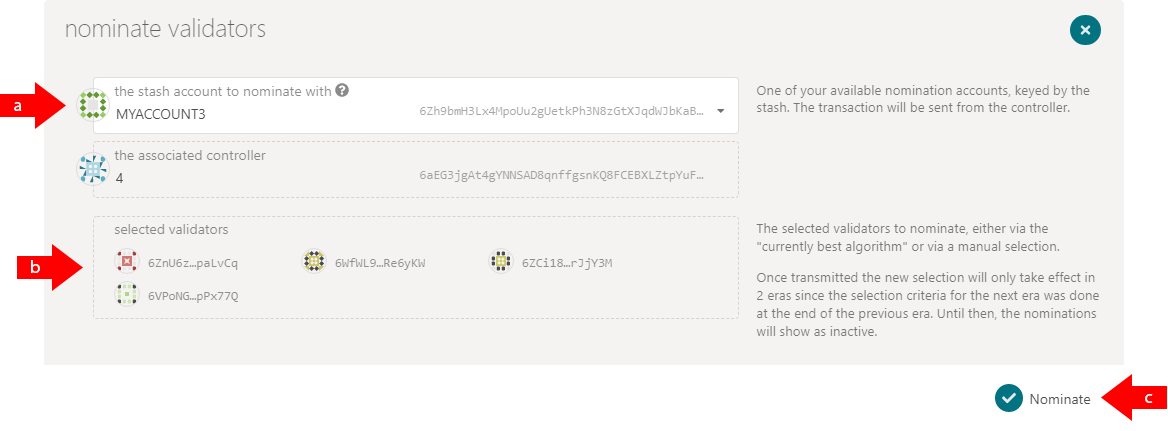 nominate validators
a
the stash account to nominate with ?
MYACCOUNT3 6Zh9bmH3Lx4MpoUu2gUetkPh3N8zGtXJqdWJbKaB…
One of your available nomination accounts, keyed by the
stash. The transaction will be sent from the controller.
the associated controller
4 6aEG3jgAt4gYNNSAD8qnffgsnKQ8FCEBXLZtpYuF…
b
selected validators
6ZnU6z…paLvCq 6WfWL9…Re6yKW 6ZCi18…rJjY3M
6VPoNG…pPx77Q
The selected validators to nominate, either via the
"currently best algorithm" or via a manual selection.
Once transmitted the new selection will only take effect in
2 eras since the selection criteria for the next era was done
at the end of the previous era. Until then, the nominations
will show as inactive.
Nominate
c